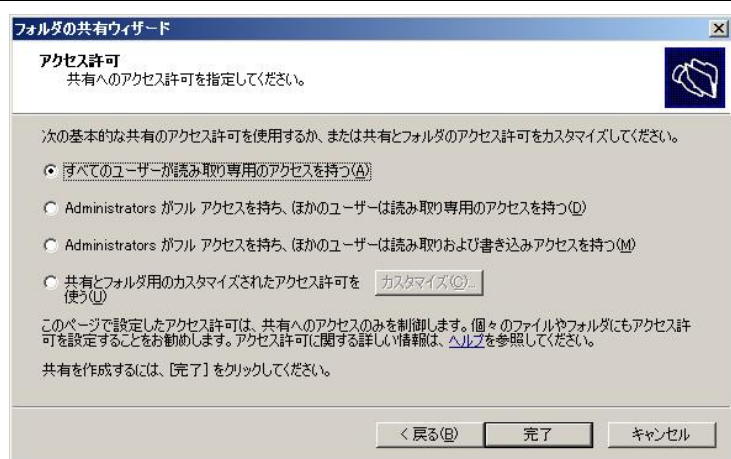 フォルダの共有ウィザード
アクセス許可
共有へのアクセス許可を指定してください。
次の基本的な共有のアクセス許可を使用するか、または共有とフォルダのアクセス許可をカスタマイズしてください。
すべてのユーザーが読み取り専用のアクセスを持つ(A)
Administrators がフル アクセスを持ち、ほかのユーザーは読み取り専用のアクセスを持つ(D)
Administrators がフル アクセスを持ち、ほかのユーザーは読み取りおよび書き込みアクセスを持つ(M)
共有とフォルダ用のカスタマイズされたアクセス許可を
使う(U)
カスタマイズ(C)...
このページで設定したアクセス許可は、共有へのアクセスのみを制御します。個々のファイルやフォルダにもアクセス許
可を設定することをお勧めします。アクセス許可に関する詳しい情報は、ヘルプを参照してください。
共有を作成するには、[完了] をクリックしてください。
< 戻る(B)
完了
キャンセル